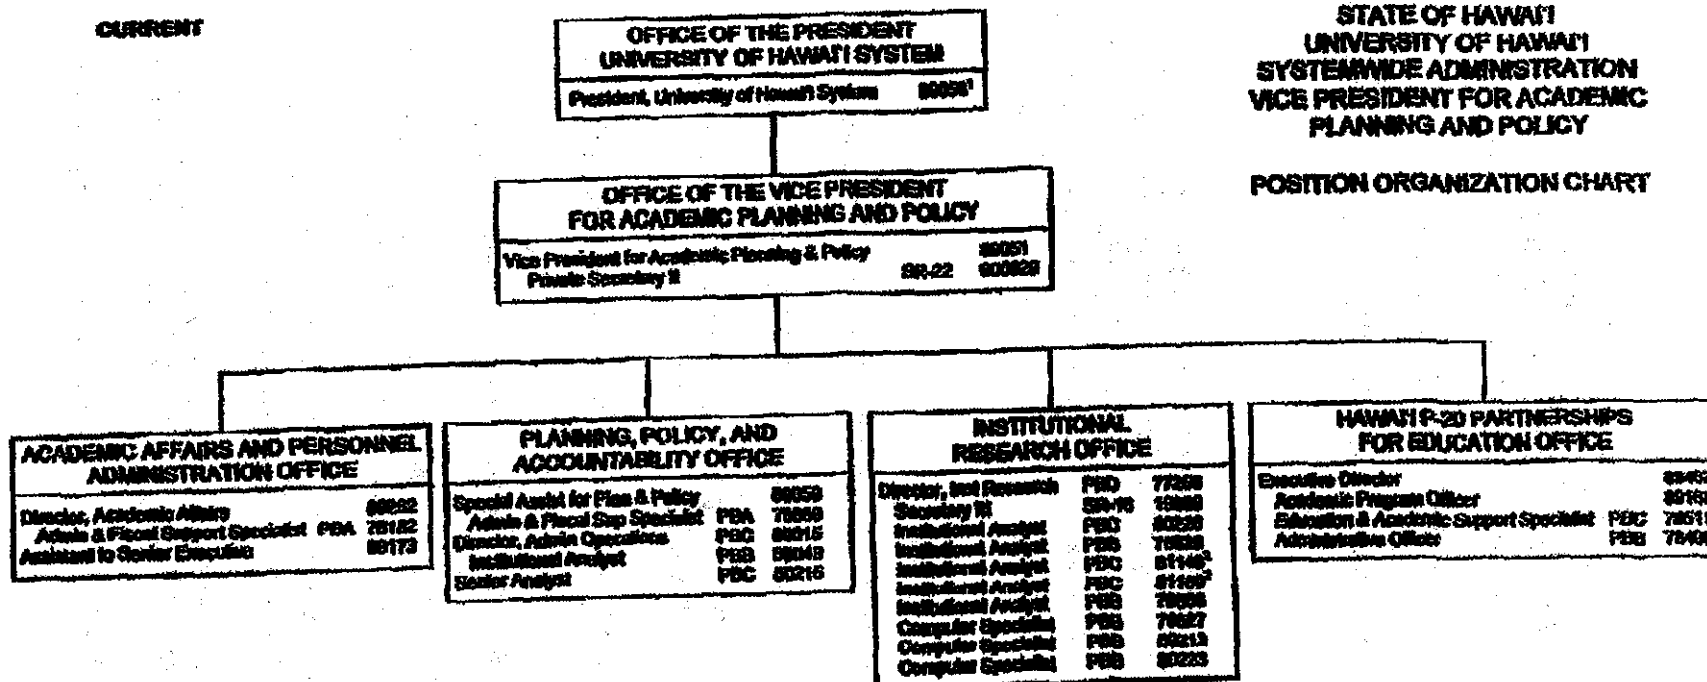 CURRENT
STATE OF HAWAI'I
UNIVERSITY OF HAWAI'I
SYSTEMWIDE ADMINISTRATION
VICE PRESIDENT FOR ACADEMIC
PLANNING AND POLICY
POSITION ORGANIZATION CHART
OFFICE OF THE PRESIDENT
UNIVERSITY OF HAWAI'I SYSTEM
President, University of Hawai'i System
OFFICE OF THE VICE PRESIDENT
FOR ACADEMIC PLANNING AND POLICY
Vice President for Academic Planning & Policy
Private Secretary II SR-22
ACADEMIC AFFAIRS AND PERSONNEL
ADMINISTRATION OFFICE
Director, Academic Affairs
Admin & Fiscal Support Specialist PBA 78182
Assistant to Senior Executive 89173
PLANNING, POLICY, AND
ACCOUNTABILITY OFFICE
Special Assist for Plan & Policy
Admin & Fiscal Sup Specialist PBA
Director, Admin Operations PBC
Institutional Analyst PBB
Senior Analyst PBC
INSTITUTIONAL
RESEARCH OFFICE
Director, Inst Research PBD
Secretary III SR-16
Institutional Analyst PBC
Institutional Analyst PBB
Institutional Analyst PBC
Institutional Analyst PBC
Institutional Analyst PBB
Computer Specialist PBB
Computer Specialist PBB
Computer Specialist PBB
HAWAI'I P-20 PARTNERSHIPS
FOR EDUCATION OFFICE
Executive Director
Academic Program Officer
Education & Academic Support Specialist PBC
Administrative Officer PBB